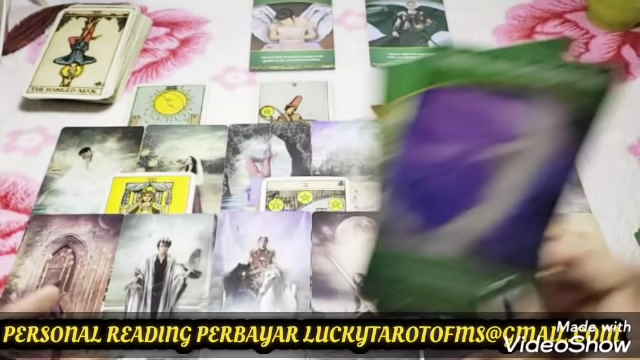 THE HANGED MAN
Made with
VideoShow
PERSONAL READING PERBAYAR LUCKYTAROTOFMS@GMAIL.COM